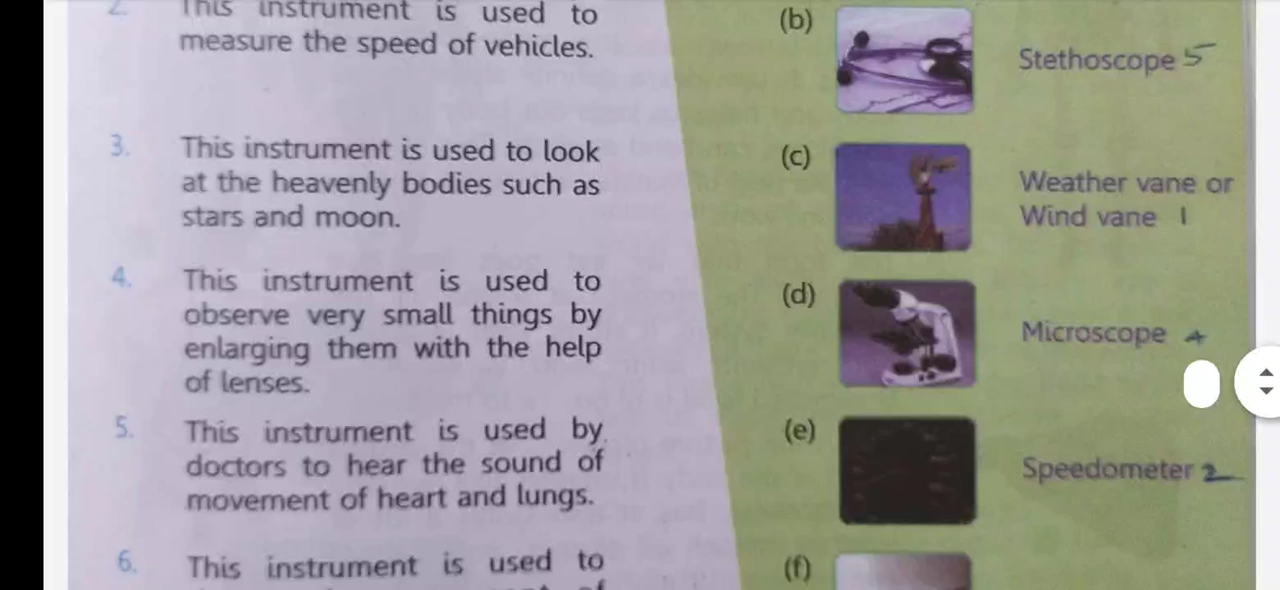 2. This instrument is used to
measure the speed of vehicles.
(b)
Stethoscope 5
3. This instrument is used to look
at the heavenly bodies such as
stars and moon.
(c)
Weather vane or
Wind vane 1
4. This instrument is used to
observe very small things by
enlarging them with the help
of lenses.
(d)
Microscope 4
5. This instrument is used by
doctors to hear the sound of
movement of heart and lungs.
(e)
Speedometer 2
6. This instrument is used to
(f)